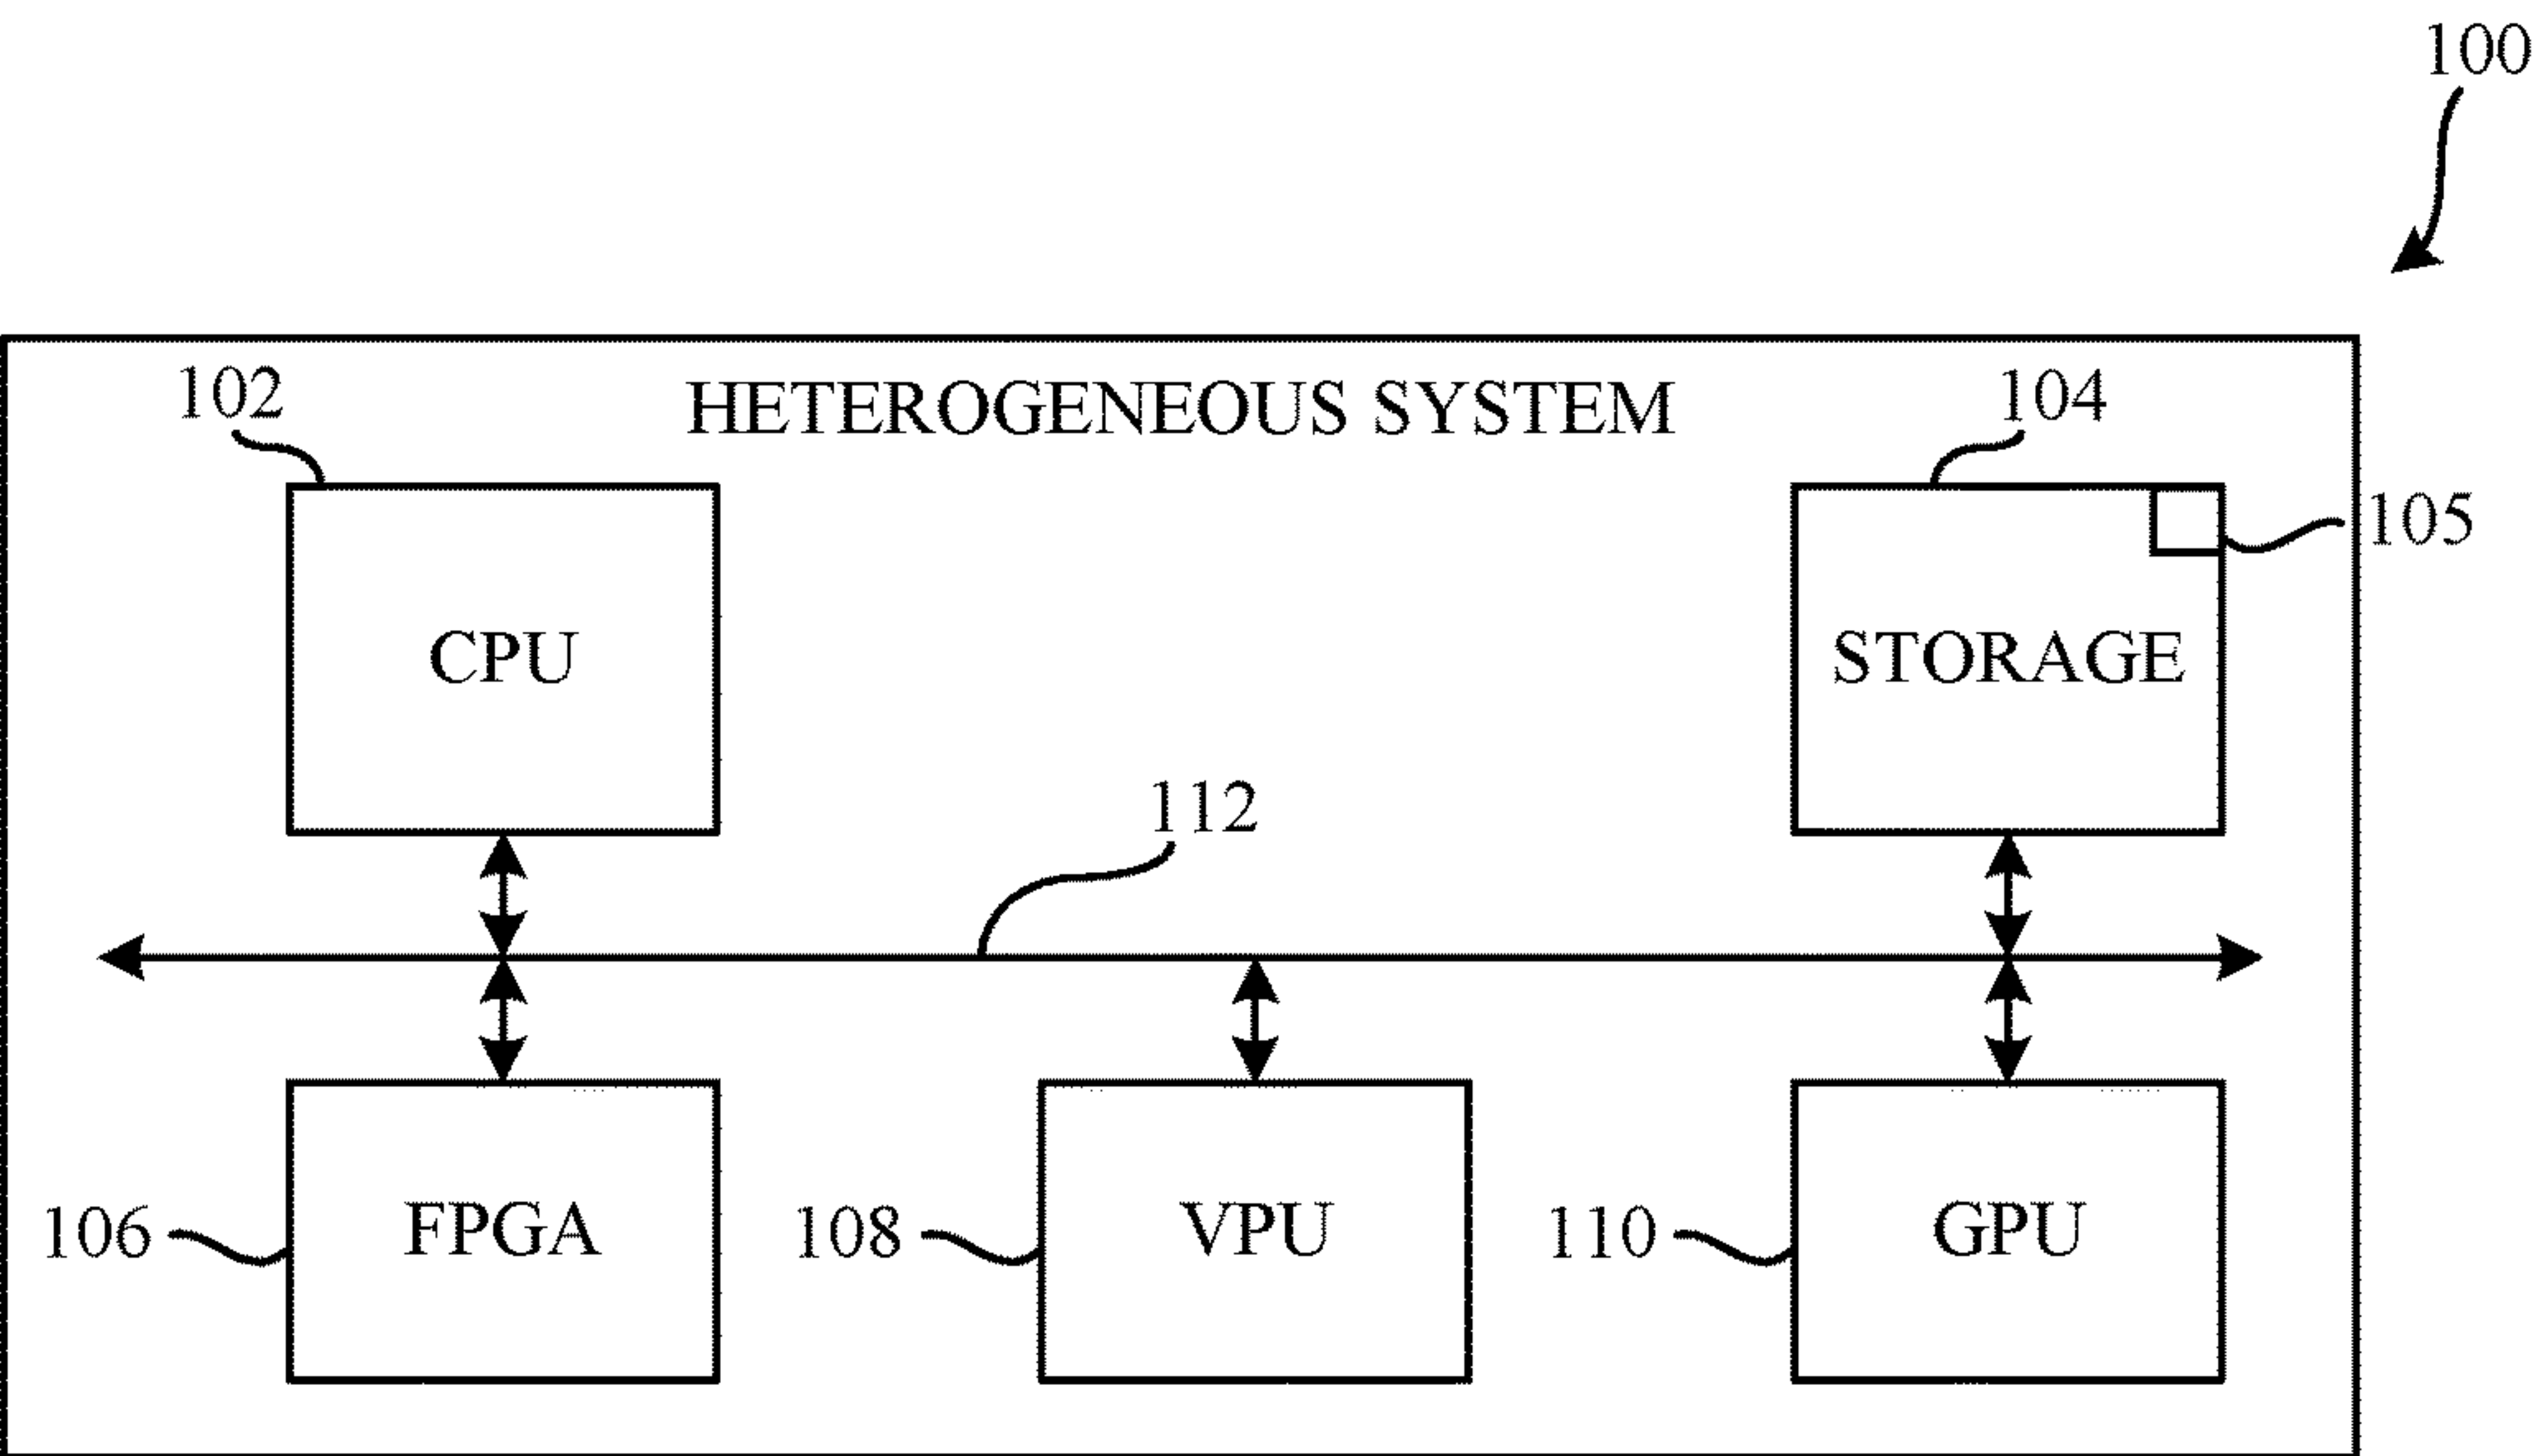 100
HETEROGENEOUS SYSTEM
102
104
105
CPU
STORAGE
112
106
FPGA
108
VPU
110
GPU